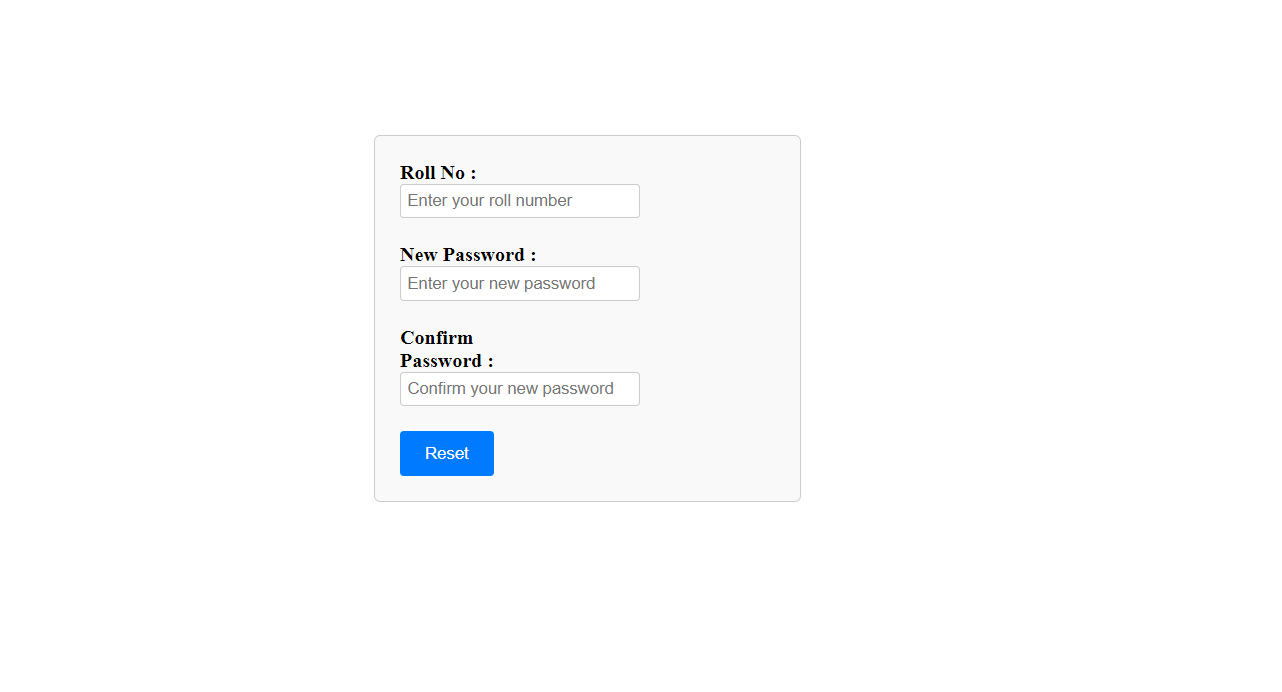 Roll No :
Enter your roll number
New Password :
Enter your new password
Confirm
Password :
Confirm your new password
Reset